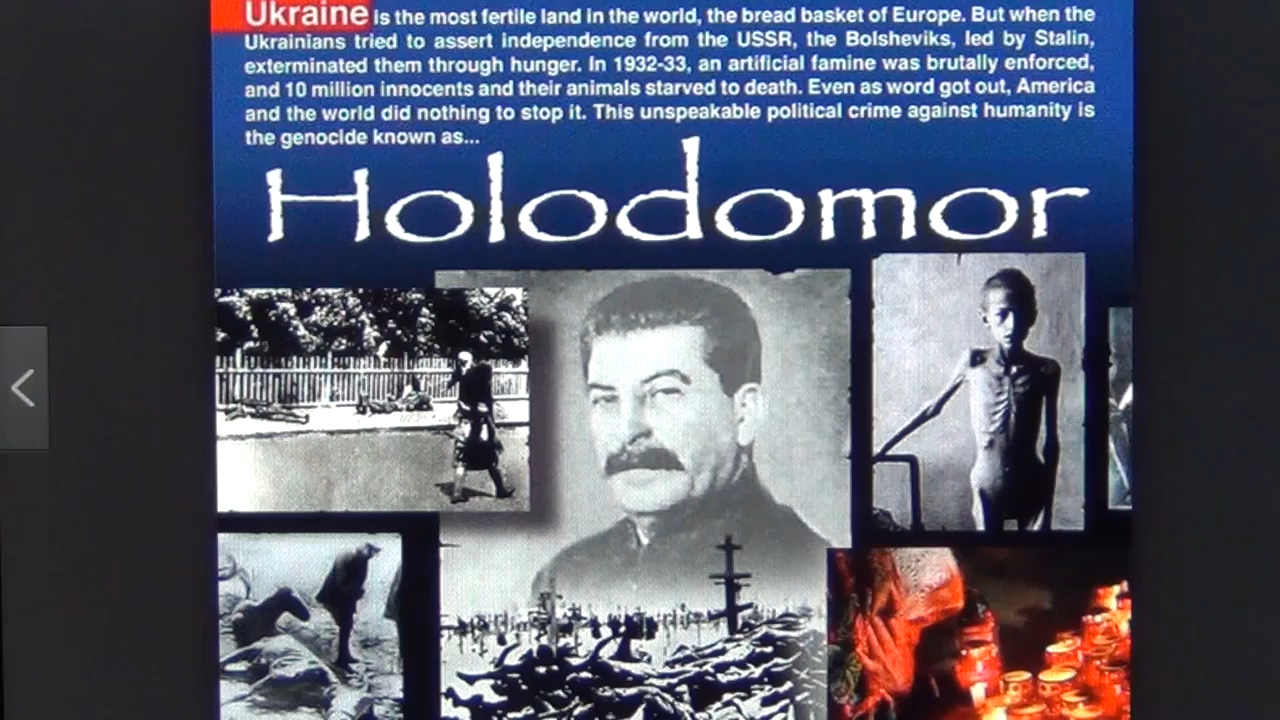 Ukraine is the most fertile land in the world, the bread basket of Europe. But when the
Ukrainians tried to assert independence from the USSR, the Bolsheviks, led by Stalin,
exterminated them through hunger. In 1932-33, an artificial famine was brutally enforced,
and 10 million innocents and their animals starved to death. Even as word got out, America
and the world did nothing to stop it. This unspeakable political crime against humanity is
the genocide known as...
Holodomor